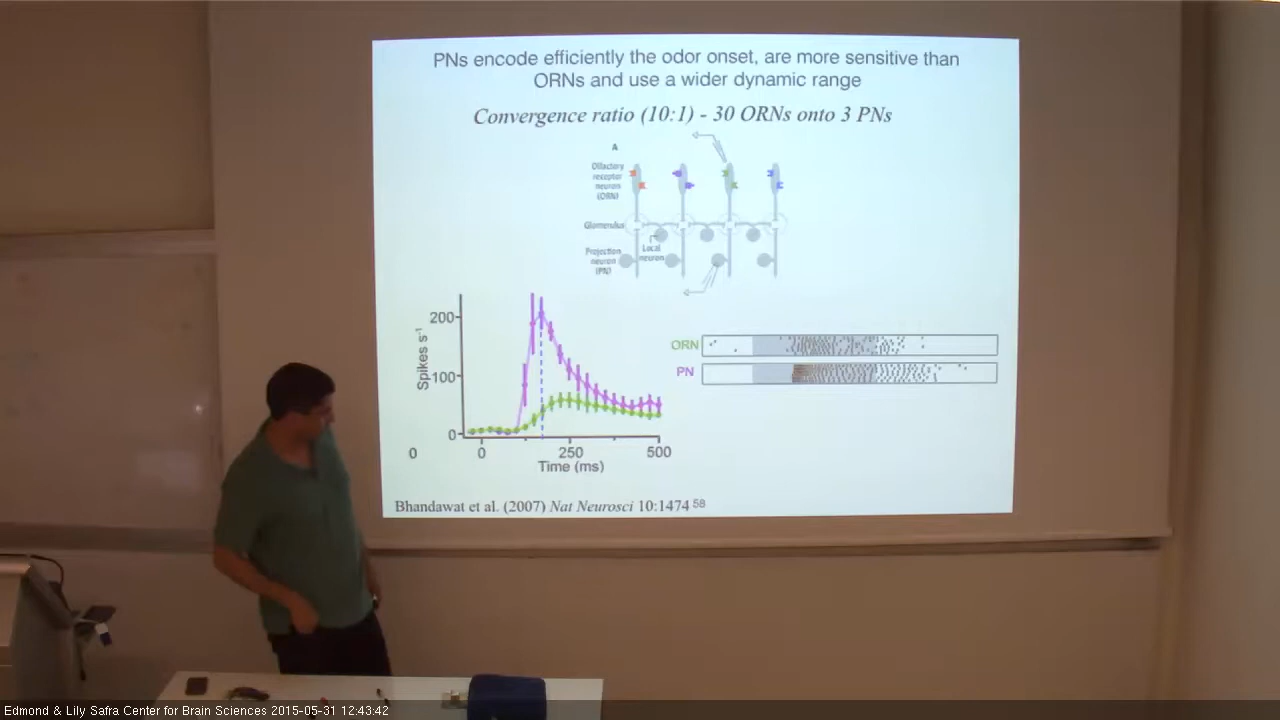 PNs encode efficiently the odor onset, are more sensitive than
ORNs and use a wider dynamic range
Convergence ratio (10:1) - 30 ORNs onto 3 PNs
A
Olfactory
receptor
neuron
(ORN)
Glomerulus
Local
neuron
Projection
neuron
(PN)
Spikes s⁻¹
200
100
0
0
0
250
500
Time (ms)
ORN
PN
Bhandawat et al. (2007) Nat Neurosci 10:1474 58
Edmond & Lily Safra Center for Brain Sciences 2015-05-31 12:43:42